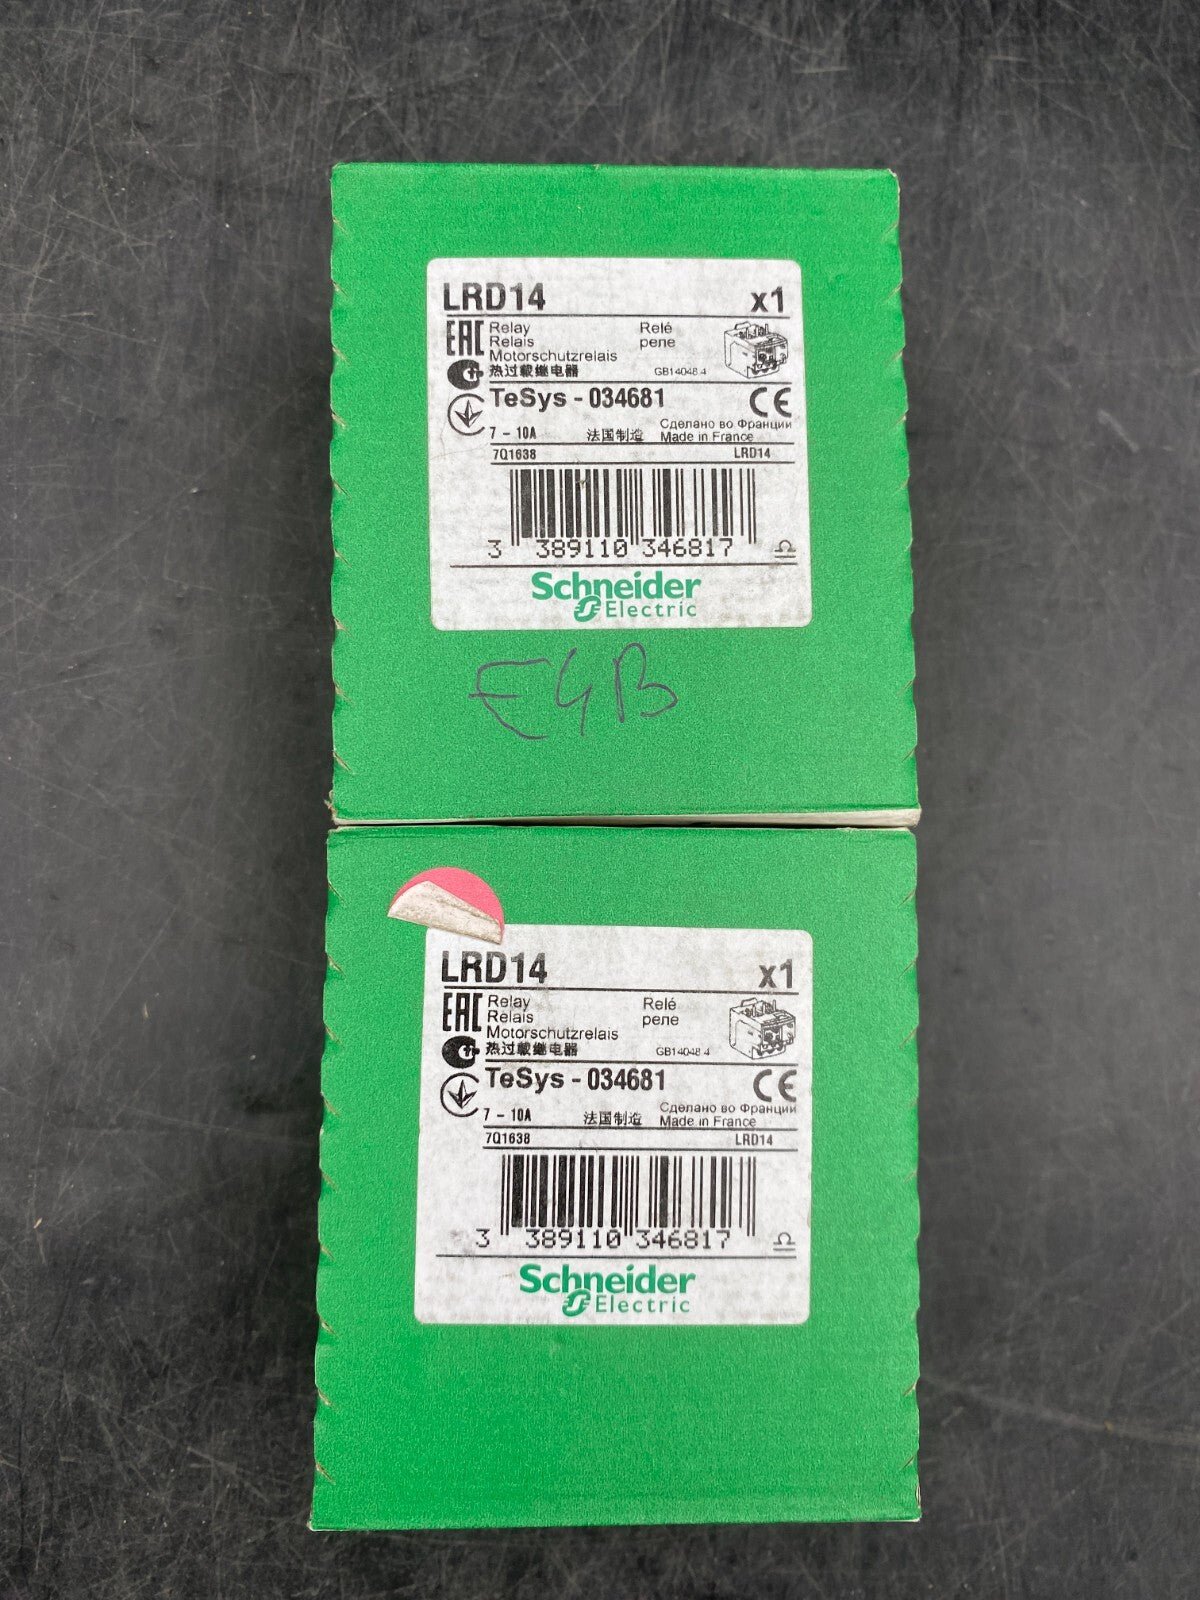 LRD14 x1
EAC Relay Relé
Relais реле
Motorschutzrelais
热过载继电器 GB14048.4
TeSys - 034681 CE
Сделано во Франции
7 - 10A 法国制造 Made in France
7Q1638 LRD14
3 389110 346817
Schneider
Electric
E4B
LRD14 x1
EAC Relay Relé
Relais реле
Motorschutzrelais
热过载继电器 GB14048.4
TeSys - 034681 CE
Сделано во Франции
7 - 10A 法国制造 Made in France
7Q1638 LRD14
3 389110 346817
Schneider
Electric